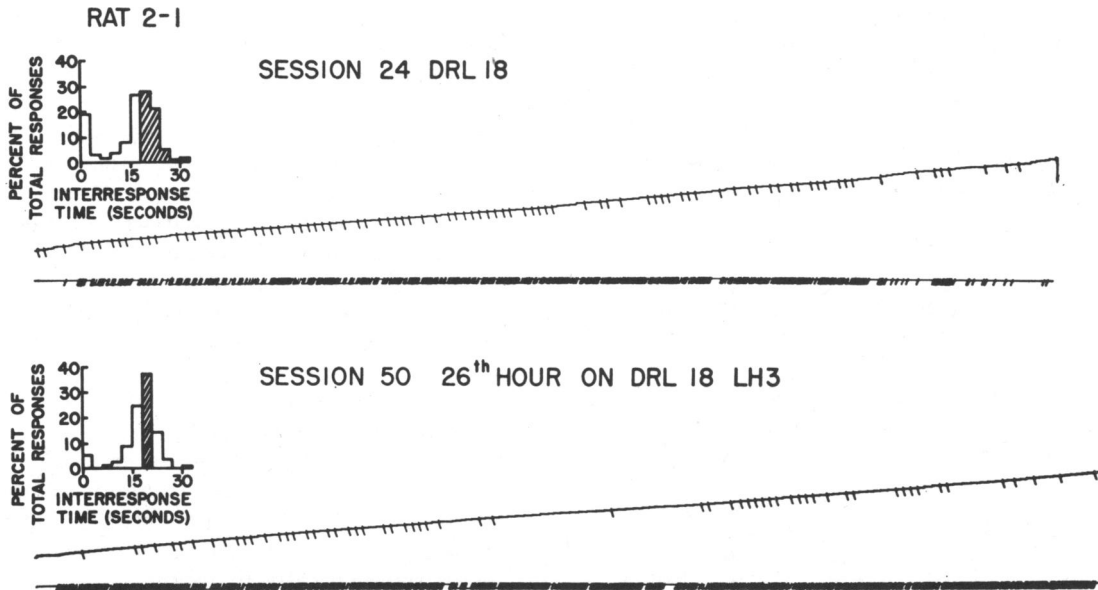 RAT 2-1
SESSION 24 DRL 18
PERCENT OF
TOTAL RESPONSES
40
30
20
10
0
0 15 30
INTERRESPONSE
TIME (SECONDS)
SESSION 50 26th HOUR ON DRL 18 LH3
PERCENT OF
TOTAL RESPONSES
40
30
20
10
0
0 15 30
INTERRESPONSE
TIME (SECONDS)